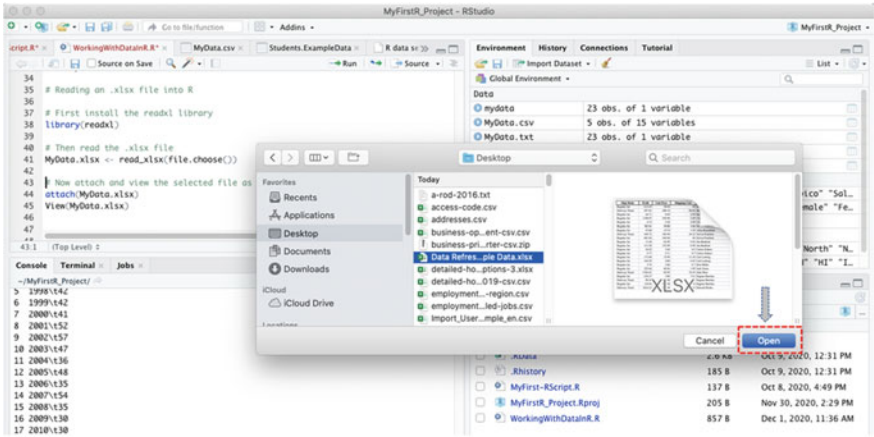 MyFirstR_Project - RStudio
Go to file/function
Addins
MyFirstR_Project
cript.R*
WorkingWithDataInR.R*
MyData.csv
Students.ExampleData
R data se
Source on Save
Run
Source
34
35 # Reading an .xlsx file into R
36
37 # First install the readxl library
38 library(readxl)
39
40 # Then read the .xlsx file
41 MyData.xlsx <- read_xlsx(file.choose())
42
43 # Now attach and view the selected file as
44 attach(MyData.xlsx)
45 View(MyData.xlsx)
46
47
43:1 (Top Level)
Console Terminal Jobs
~/MyFirstR_Project/
5 1998\t42
6 1999\t42
7 2000\t41
8 2001\t52
9 2002\t57
10 2003\t47
11 2004\t36
12 2005\t48
13 2006\t35
14 2007\t54
15 2008\t35
16 2009\t30
17 2010\t30
Environment History Connections Tutorial
Import Dataset
List
Global Environment
Data
mydata 23 obs. of 1 variable
MyData.csv 5 obs. of 15 variables
MyData.txt 23 obs. of 1 variable
ico" "Sal…
male" "Fe…
North" "N…
"HI" "I…
Desktop
Search
Favorites
Recents
Applications
Desktop
Documents
Downloads
iCloud
iCloud Drive
Locations
Today
a-rod-2016.txt
access-code.csv
addresses.csv
business-op...ent-csv.csv
business-pri...rter-csv.zip
Data Refres...ple Data.xlsx
detailed-ho...ptions-3.xlsx
detailed-ho...019-csv.csv
employment...-region.csv
employment...led-jobs.csv
Import_User...mple_en.csv
XLSX
Cancel
Open
.RData 2.6 KB Oct 9, 2020, 12:31 PM
.Rhistory 185 B Oct 9, 2020, 12:31 PM
MyFirst-RScript.R 137 B Oct 8, 2020, 4:49 PM
MyFirstR_Project.Rproj 205 B Nov 30, 2020, 2:29 PM
WorkingWithDataInR.R 857 B Dec 1, 2020, 11:36 AM